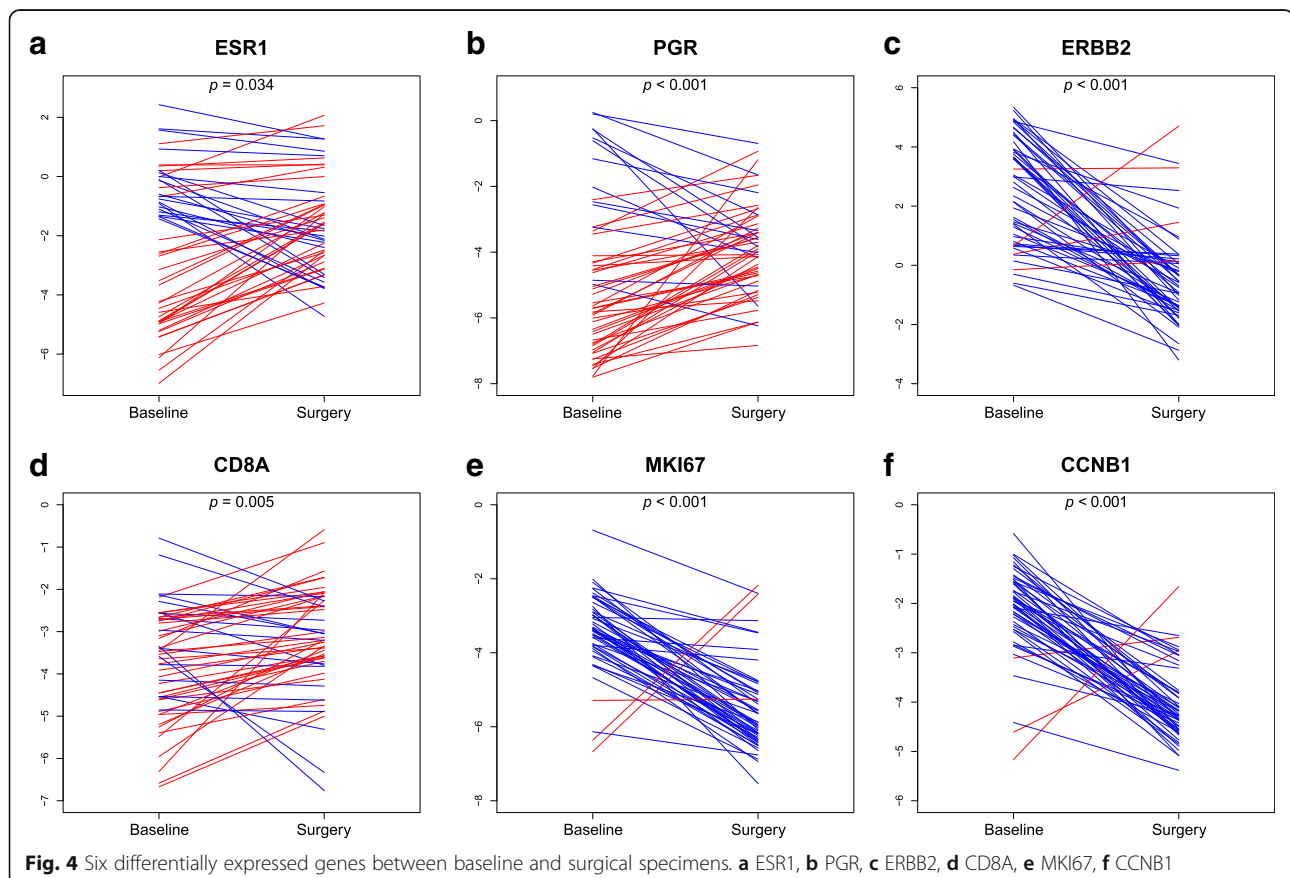 a
ESR1
p = 0.034
2
0
−2
−4
−6
Baseline
Surgery
b
PGR
p < 0.001
0
−2
−4
−6
−8
Baseline
Surgery
c
ERBB2
p < 0.001
6
4
2
0
−2
−4
Baseline
Surgery
d
CD8A
p = 0.005
0
−1
−2
−3
−4
−5
−6
−7
Baseline
Surgery
e
MKI67
p < 0.001
0
−2
−4
−6
−8
Baseline
Surgery
f
CCNB1
p < 0.001
0
−1
−2
−3
−4
−5
−6
Baseline
Surgery
Fig. 4 Six differentially expressed genes between baseline and surgical specimens. a ESR1, b PGR, c ERBB2, d CD8A, e MKI67, f CCNB1